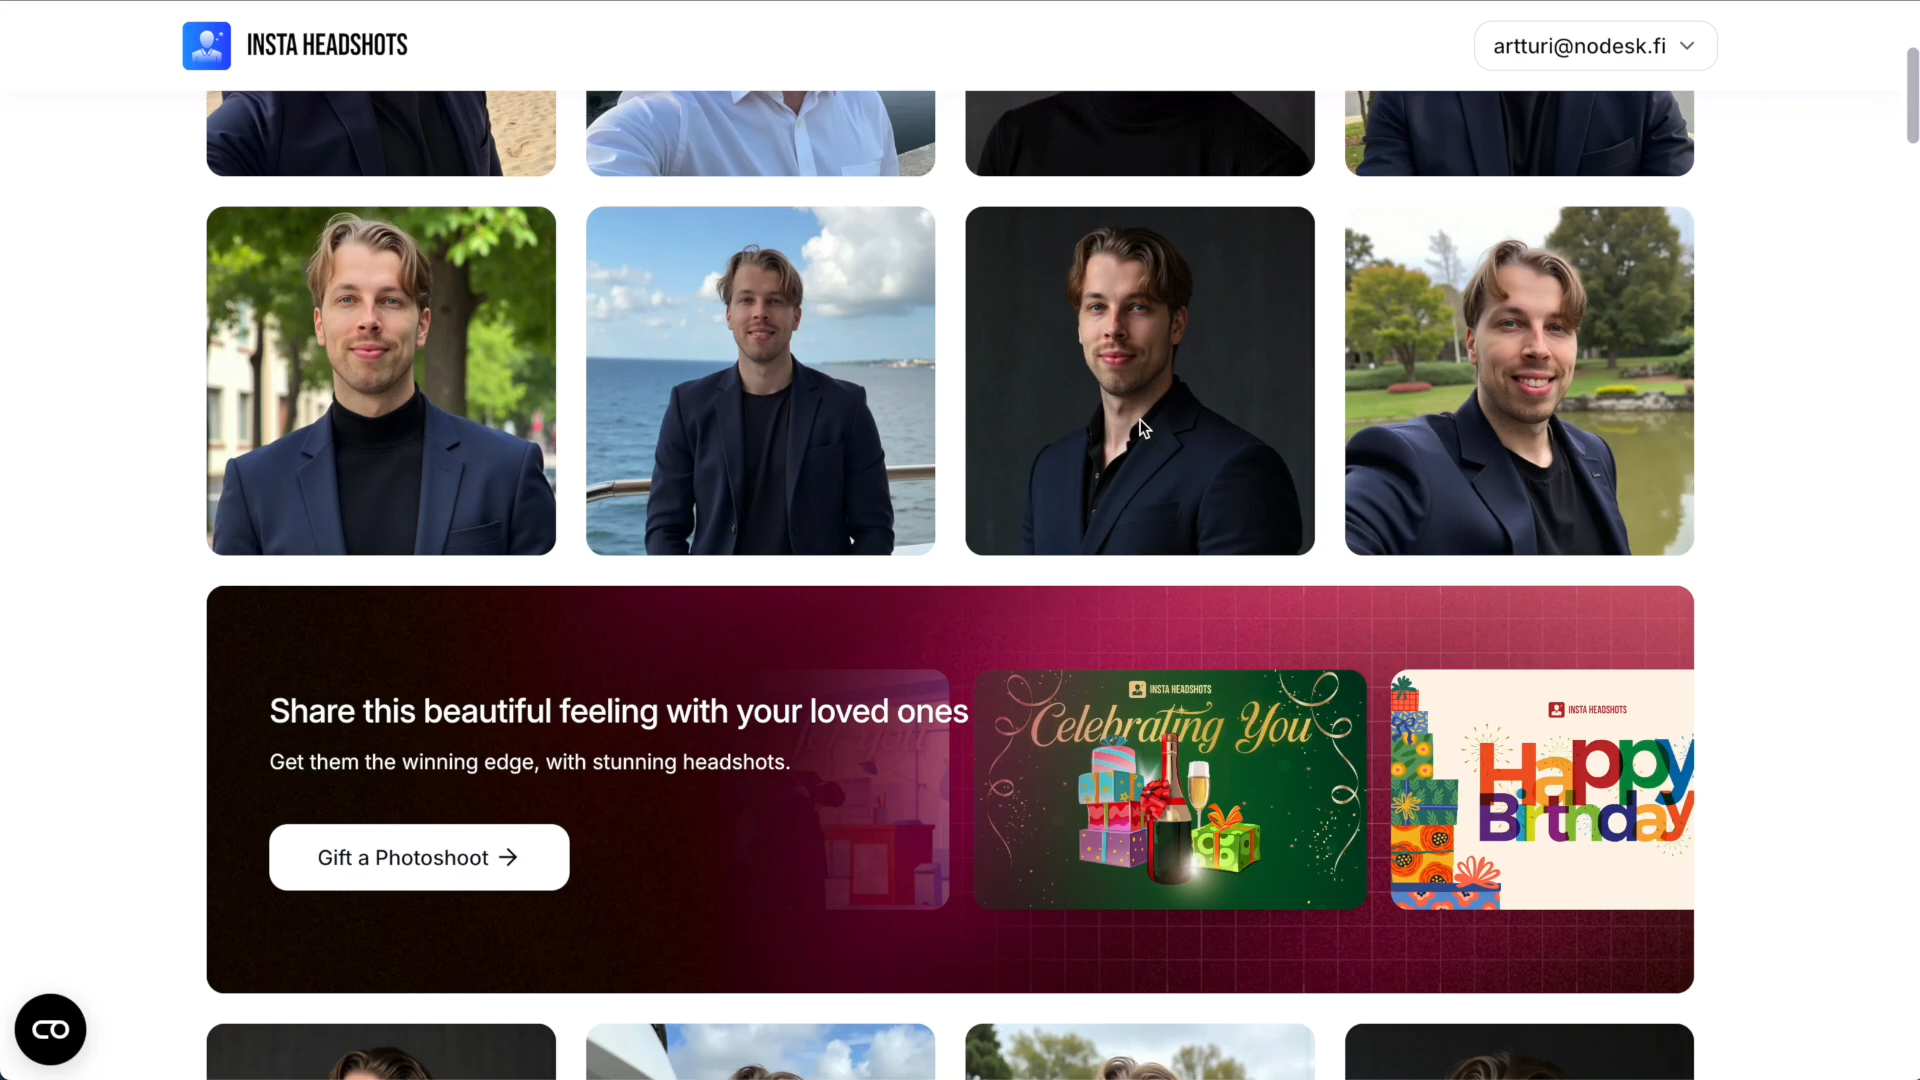 INSTA HEADSHOTS
artturi@nodesk.fi
Share this beautiful feeling with your loved ones
Get them the winning edge, with stunning headshots.
Gift a Photoshoot →
INSTA HEADSHOTS
Celebrating You
INSTA HEADSHOTS
Happy
Birthday